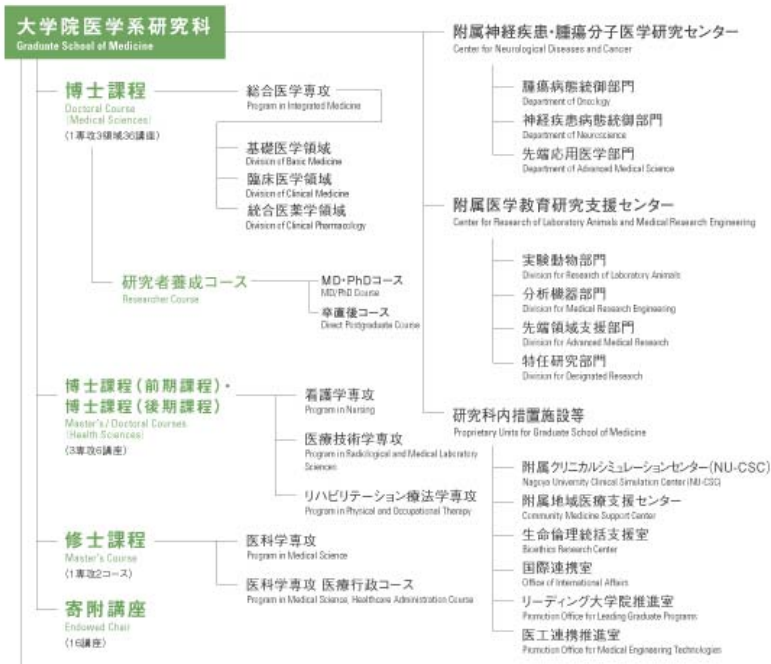 大学院医学系研究科
Graduate School of Medicine
博士課程
Doctoral Course
(Medical Sciences)
(1専攻3領域36講座)
総合医学専攻
Program in Integrated Medicine
基礎医学領域
Division of Basic Medicine
臨床医学領域
Division of Clinical Medicine
統合医薬学領域
Division of Clinical Pharmacology
研究者養成コース
Researcher Course
MD・PhDコース
MD/PhD Course
卒直後コース
Direct Postgraduate Course
博士課程(前期課程)・
博士課程(後期課程)
Master's / Doctoral Courses
(Health Sciences)
(3専攻6講座)
看護学専攻
Program in Nursing
医療技術学専攻
Program in Radiological and Medical Laboratory
Sciences
リハビリテーション療法学専攻
Program in Physical and Occupational Therapy
修士課程
Master's Course
(1専攻2コース)
医科学専攻
Program in Medical Science
医科学専攻 医療行政コース
Program in Medical Science, Healthcare Administration Course
寄附講座
Endowed Chair
(16講座)
附属神経疾患・腫瘍分子医学研究センター
Center for Neurological Diseases and Cancer
腫瘍病態統御部門
Department of Oncology
神経疾患病態統御部門
Department of Neuroscience
先端応用医学部門
Department of Advanced Medical Science
附属医学教育研究支援センター
Center for Research of Laboratory Animals and Medical Research Engineering
実験動物部門
Division for Research of Laboratory Animals
分析機器部門
Division for Medical Research Engineering
先端領域支援部門
Division for Advanced Medical Research
特任研究部門
Division for Designated Research
研究科内措置施設等
Proprietary Units for Graduate School of Medicine
附属クリニカルシミュレーションセンター(NU-CSC)
Nagoya University Clinical Simulation Center (NU-CSC)
附属地域医療支援センター
Community Medicine Support Center
生命倫理統括支援室
Bioethics Research Center
国際連携室
Office of International Affairs
リーディング大学院推進室
Promotion Office for Leading Graduate Programs
医工連携推進室
Promotion Office for Medical Engineering Technologies